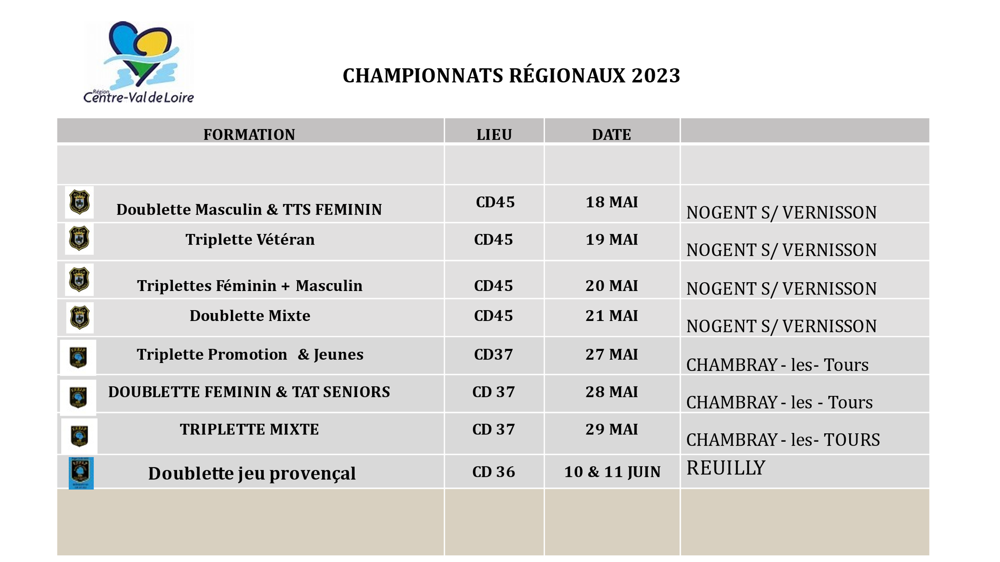 Région
Centre-Val de Loire
CHAMPIONNATS RÉGIONAUX 2023
FORMATION LIEU DATE
Doublette Masculin & TTS FEMININ CD45 18 MAI NOGENT S/ VERNISSON
Triplette Vétéran CD45 19 MAI NOGENT S/ VERNISSON
Triplettes Féminin + Masculin CD45 20 MAI NOGENT S/ VERNISSON
Doublette Mixte CD45 21 MAI NOGENT S/ VERNISSON
Triplette Promotion & Jeunes CD37 27 MAI CHAMBRAY - les- Tours
DOUBLETTE FEMININ & TAT SENIORS CD 37 28 MAI CHAMBRAY - les - Tours
TRIPLETTE MIXTE CD 37 29 MAI CHAMBRAY - les- TOURS
Doublette jeu provençal CD 36 10 & 11 JUIN REUILLY